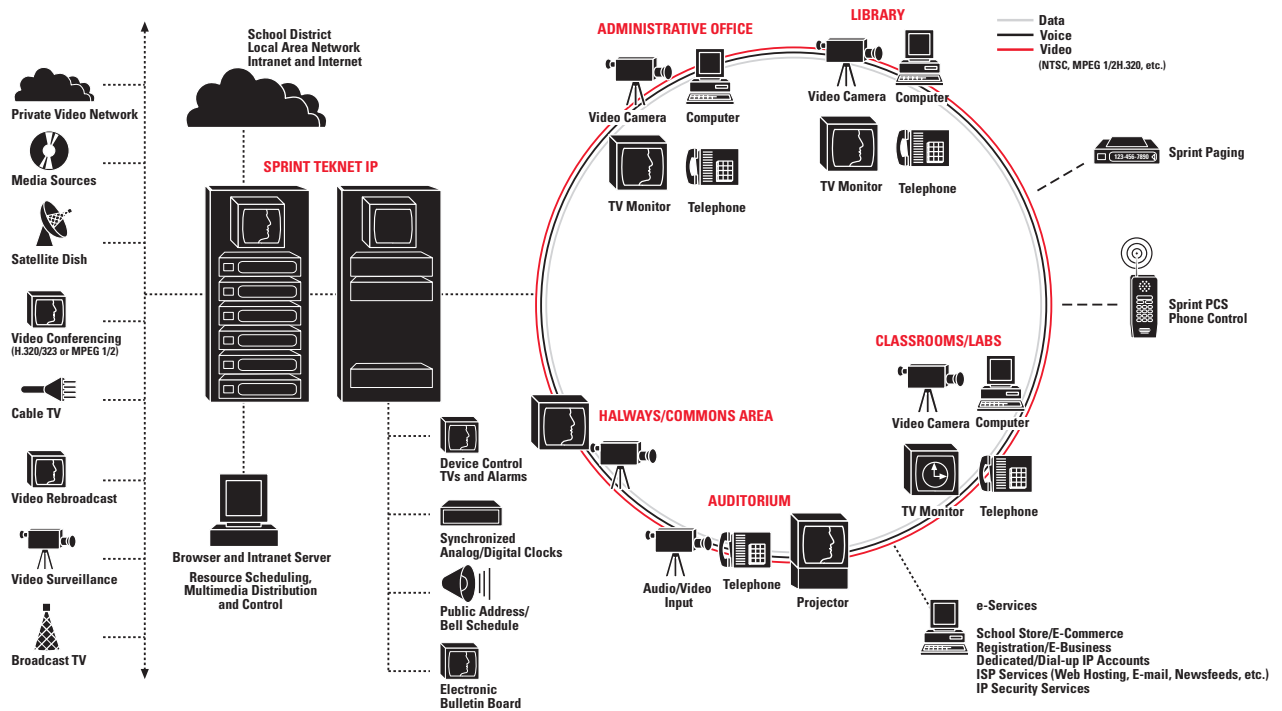 School District
Local Area Network
Intranet and Internet
Private Video Network
Media Sources
Satellite Dish
Video Conferencing
(H.320/323 or MPEG 1/2)
Cable TV
Video Rebroadcast
Video Surveillance
Broadcast TV
SPRINT TEKNET IP
Browser and Intranet Server
Resource Scheduling,
Multimedia Distribution
and Control
Device Control
TVs and Alarms
Synchronized
Analog/Digital Clocks
Public Address/
Bell Schedule
Electronic
Bulletin Board
ADMINISTRATIVE OFFICE
Video Camera
Computer
TV Monitor
Telephone
LIBRARY
Video Camera
Computer
TV Monitor
Telephone
Data
Voice
Video
(NTSC, MPEG 1/2H.320, etc.)
123-456-7890
Sprint Paging
Sprint PCS
Phone Control
CLASSROOMS/LABS
Video Camera
Computer
TV Monitor
Telephone
HALWAYS/COMMONS AREA
AUDITORIUM
Audio/Video
Input
Telephone
Projector
e-Services
School Store/E-Commerce
Registration/E-Business
Dedicated/Dial-up IP Accounts
ISP Services (Web Hosting, E-mail, Newsfeeds, etc.)
IP Security Services